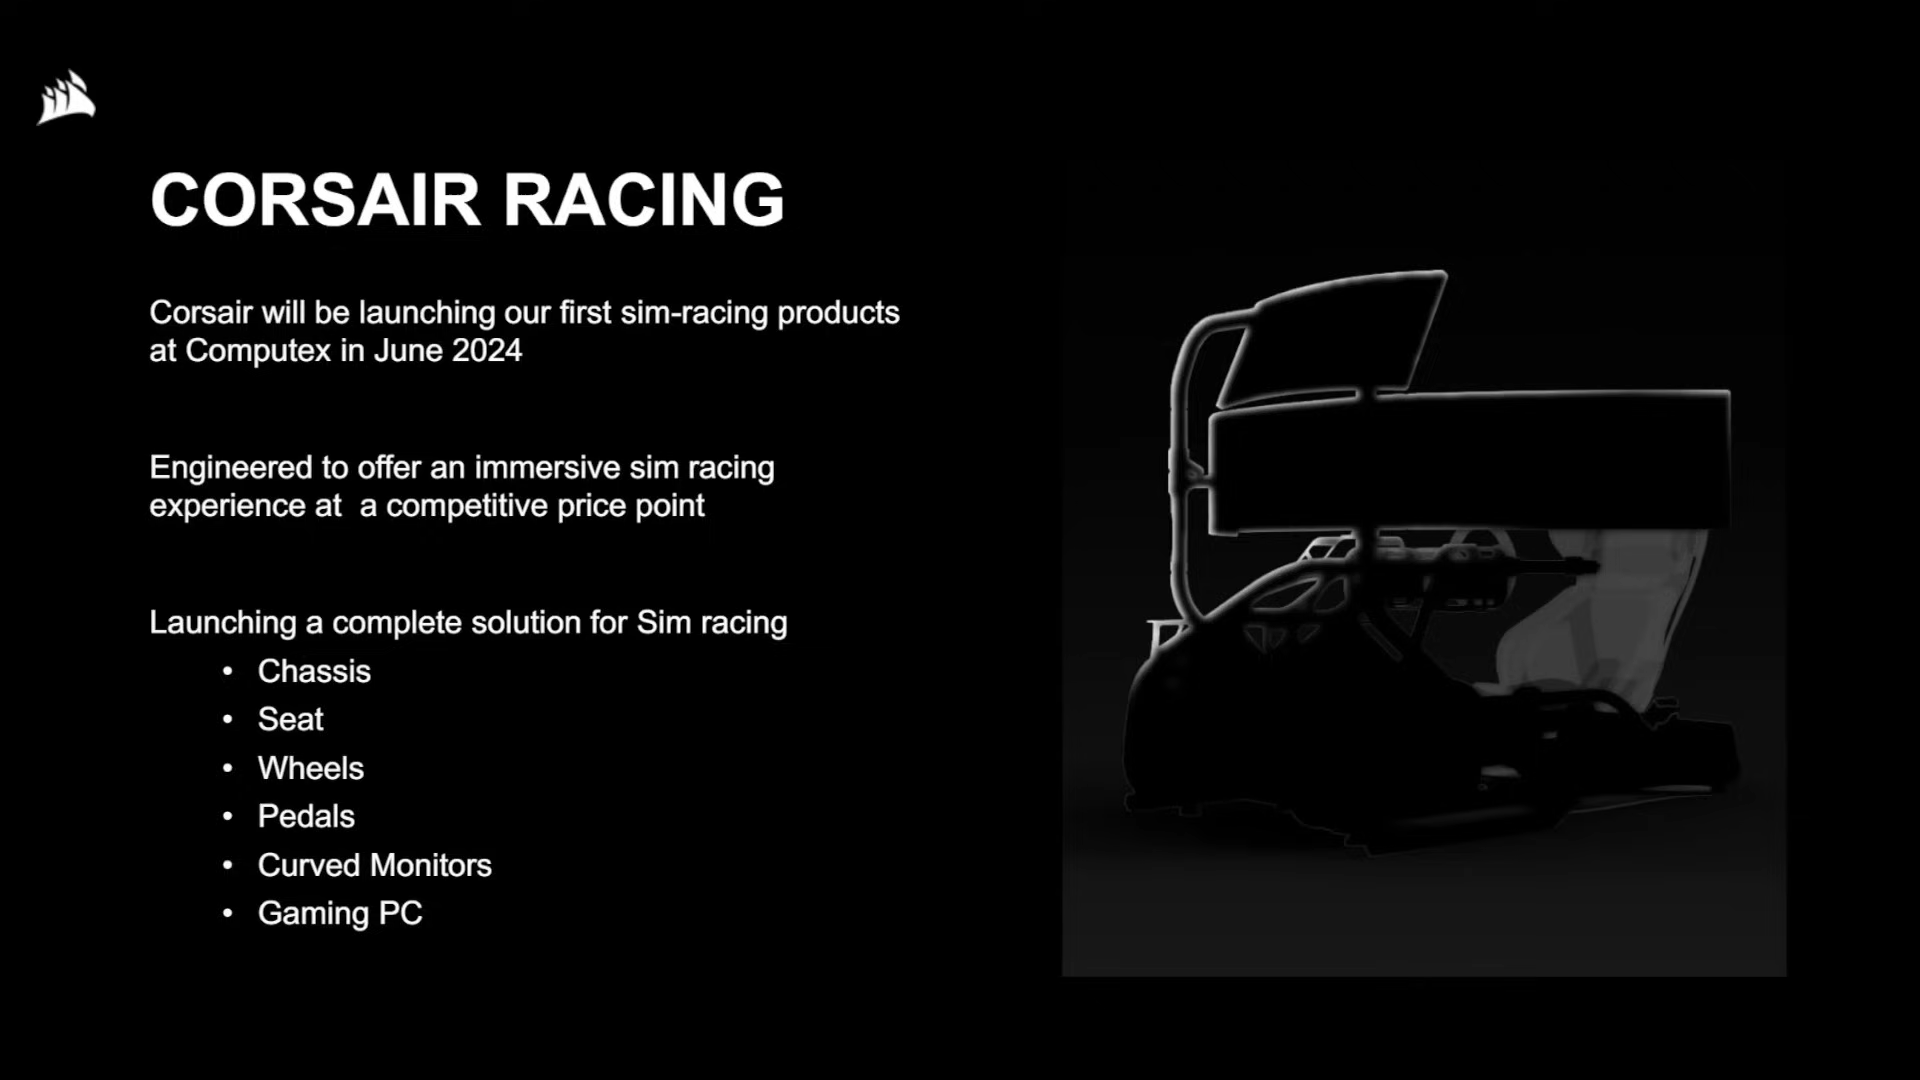 CORSAIR RACING
Corsair will be launching our first sim-racing products
at Computex in June 2024
Engineered to offer an immersive sim racing
experience at  a competitive price point
Launching a complete solution for Sim racing
• Chassis
• Seat
• Wheels
• Pedals
• Curved Monitors
• Gaming PC